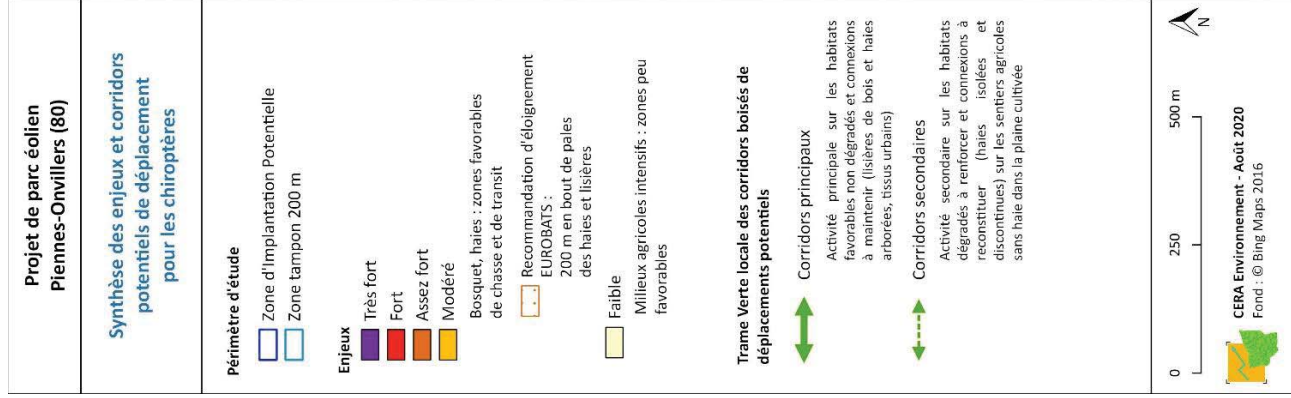 Projet de parc éolien
Piennes-Onvillers (80)
Synthèse des enjeux et corridors
potentiels de déplacement
pour les chiroptères
Périmètre d'étude
Zone d'Implantation Potentielle
Zone tampon 200 m
Enjeux
Très fort
Fort
Assez fort
Modéré
Bosquet, haies : zones favorables
de chasse et de transit
Recommandation d'éloignement
EUROBATS :
200 m en bout de pales
des haies et lisières
Faible
Milieux agricoles intensifs : zones peu
favorables
Trame Verte locale des corridors boisés de
déplacements potentiels
Corridors principaux
Activité principale sur les habitats
favorables non dégradés et connexions
à maintenir (lisières de bois et haies
arborées, tissus urbains)
Corridors secondaires
Activité secondaire sur les habitats
dégradés à renforcer et connexions à
reconstituer (haies isolées et
discontinues) sur les sentiers agricoles
sans haie dans la plaine cultivée
0 250 500 m
N
CERA Environnement - Août 2020
Fond : © Bing Maps 2016